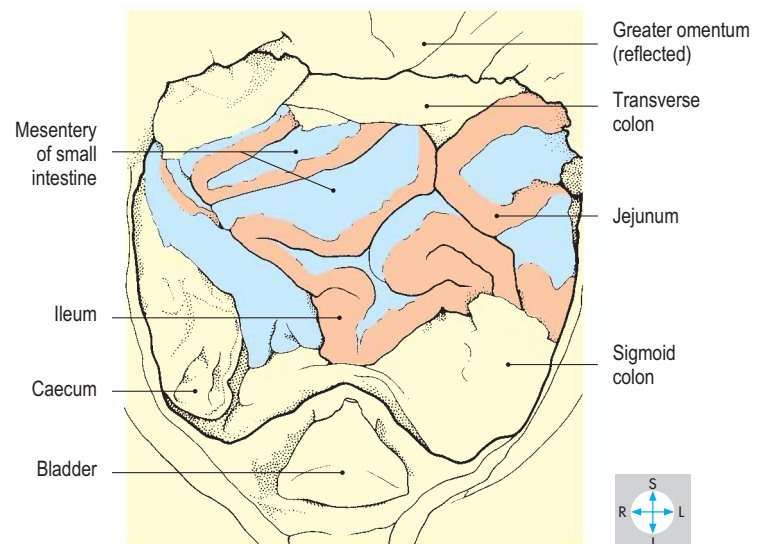 Greater omentum
(reflected)
Transverse
colon
Mesentery
of small
intestine
Jejunum
Ileum
Sigmoid
colon
Caecum
Bladder
S
R L
I